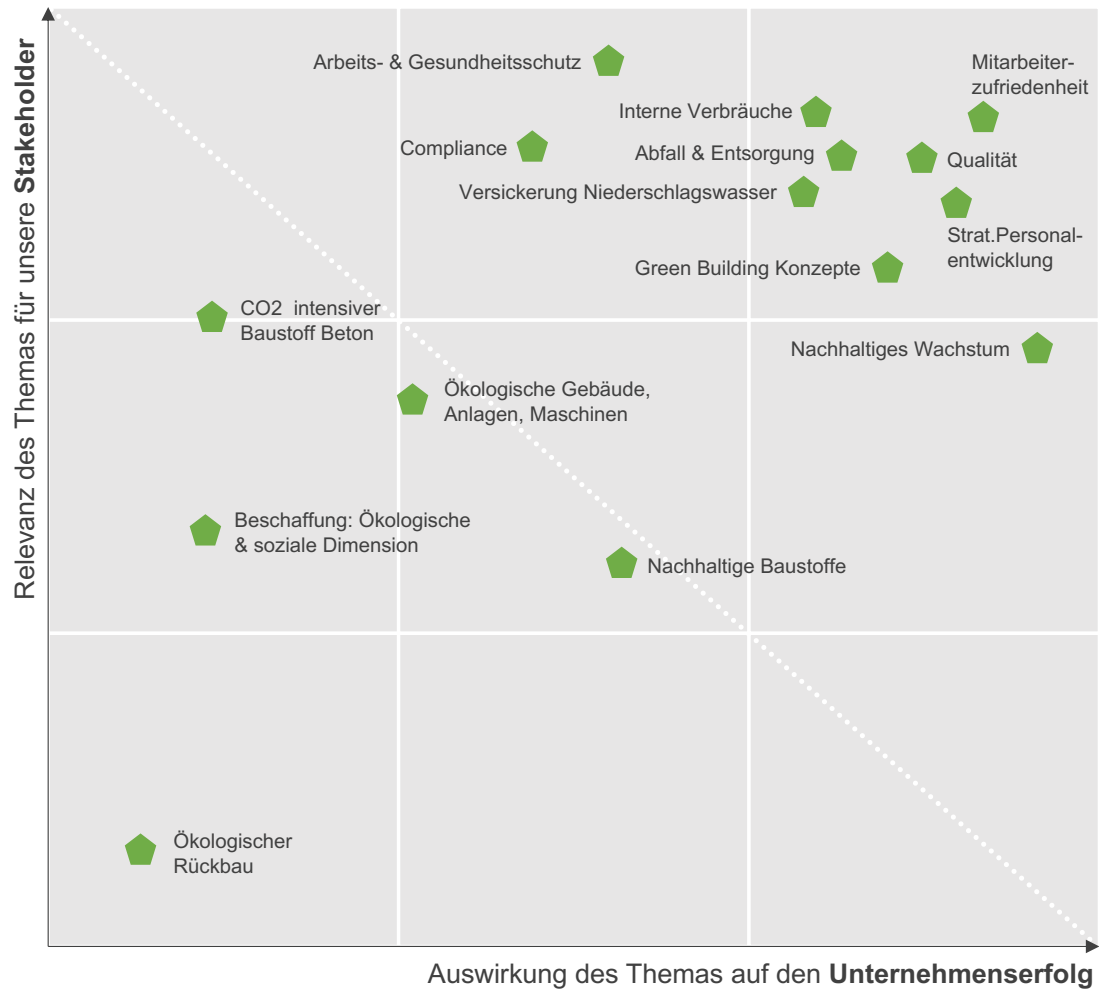 Relevanz des Themas für unsere Stakeholder
Arbeits- & Gesundheitsschutz
Mitarbeiter-
zufriedenheit
Interne Verbräuche
Compliance
Abfall & Entsorgung
Qualität
Versickerung Niederschlagswasser
Strat.Personal-
entwicklung
Green Building Konzepte
CO2  intensiver
Baustoff Beton
Nachhaltiges Wachstum
Ökologische Gebäude,
Anlagen, Maschinen
Beschaffung: Ökologische
& soziale Dimension
Nachhaltige Baustoffe
Ökologischer
Rückbau
Auswirkung des Themas auf den Unternehmenserfolg